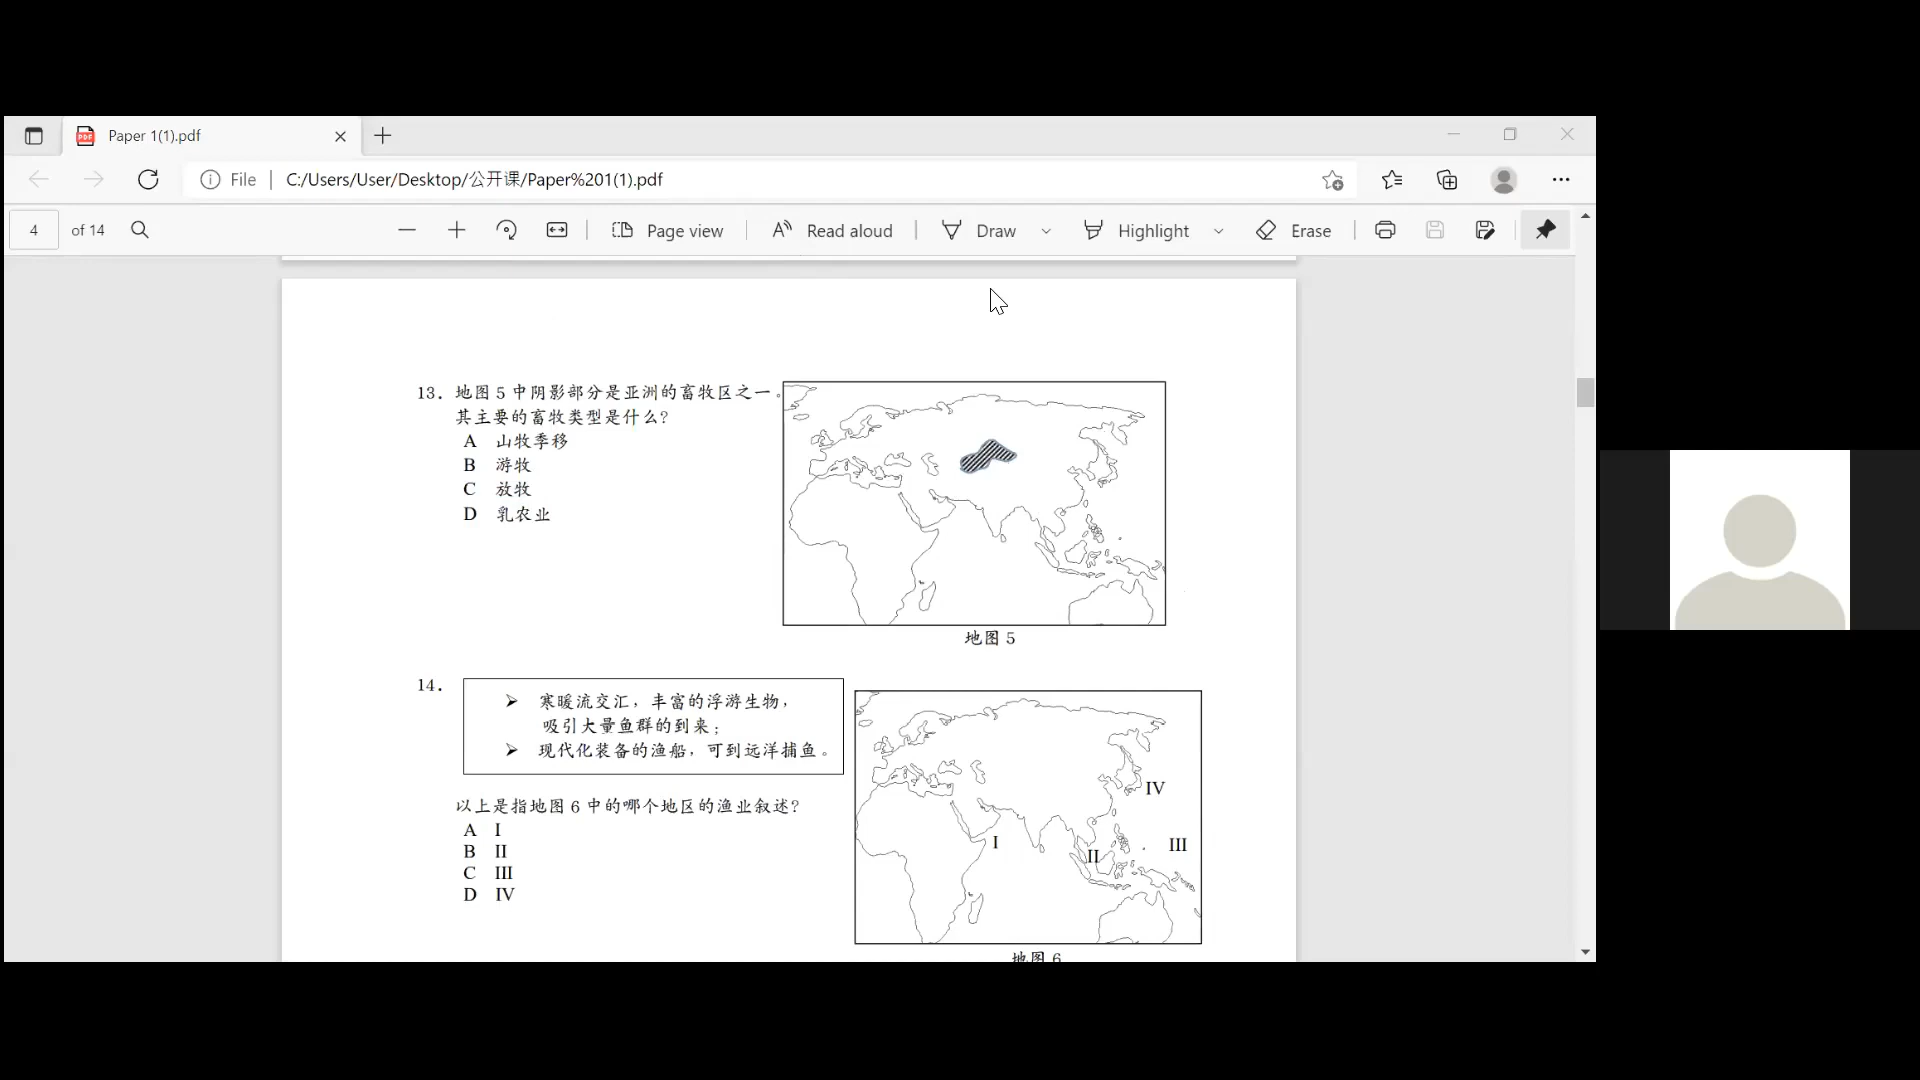 Paper 1(1).pdf
File
C:/Users/User/Desktop/公开课/Paper%201(1).pdf
4 of 14
Page view
Read aloud
Draw
Highlight
Erase
13. 地图 5 中阴影部分是亚洲的畜牧区之一。
其主要的畜牧类型是什么?
A 山牧季移
B 游牧
C 放牧
D 乳农业
地图 5
14.
➢ 寒暖流交汇，丰富的浮游生物，
吸引大量鱼群的到来；
➢ 现代化装备的渔船，可到远洋捕鱼。
以上是指地图 6 中的哪个地区的渔业叙述?
A I
B II
C III
D IV
IV
I
III
II
地图 6